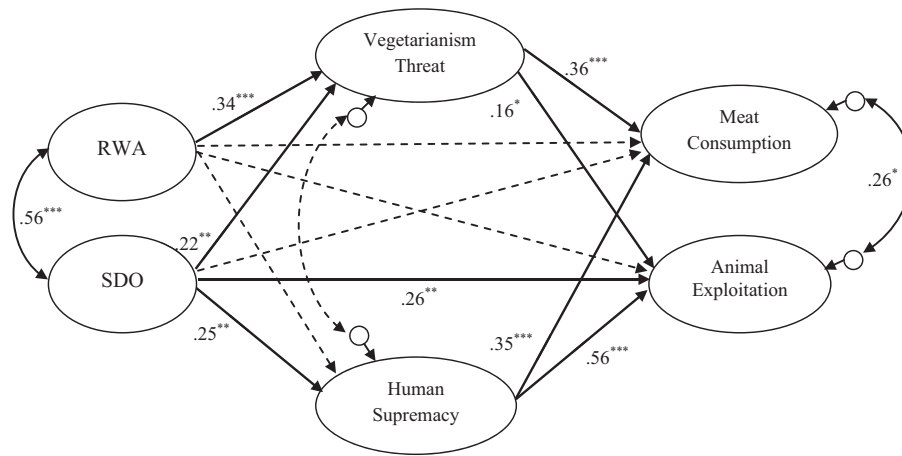 Vegetarianism
Threat
.36***
.34***
.16*
Meat
Consumption
RWA
.26*
.56***
.22**
SDO
Animal
Exploitation
.26**
.25**
.35***
.56***
Human
Supremacy